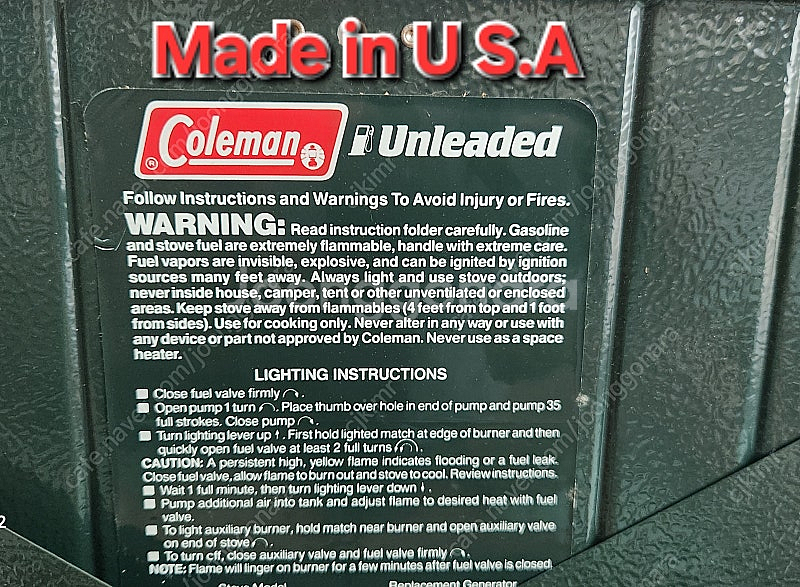 Made in U S.A
Coleman ®
Unleaded
Follow Instructions and Warnings To Avoid Injury or Fires.
WARNING: Read instruction folder carefully. Gasoline
and stove fuel are extremely flammable, handle with extreme care.
Fuel vapors are invisible, explosive, and can be ignited by ignition
sources many feet away. Always light and use stove outdoors;
never inside house, camper, tent or other unventilated or enclosed
areas. Keep stove away from flammables (4 feet from top and 1 foot
from sides). Use for cooking only. Never alter in any way or use with
any device or part not approved by Coleman. Never use as a space
heater.
LIGHTING INSTRUCTIONS
■ Close fuel valve firmly.
■ Open pump 1 turn. Place thumb over hole in end of pump and pump 35
full strokes. Close pump.
■ Turn lighting lever up ↑. First hold lighted match at edge of burner and then
quickly open fuel valve at least 2 full turns.
CAUTION: A persistent high, yellow flame indicates flooding or a fuel leak.
Close fuel valve, allow flame to burn out and stove to cool. Review instructions.
■ Wait 1 full minute, then turn lighting lever down ↓.
■ Pump additional air into tank and adjust flame to desired heat with fuel
valve.
■ To light auxiliary burner, hold match near burner and open auxiliary valve
on end of stove.
■ To turn off, close auxiliary valve and fuel valve firmly.
NOTE: Flame will linger on burner for a few minutes after fuel valve is closed.
Stove Model Replacement Generator